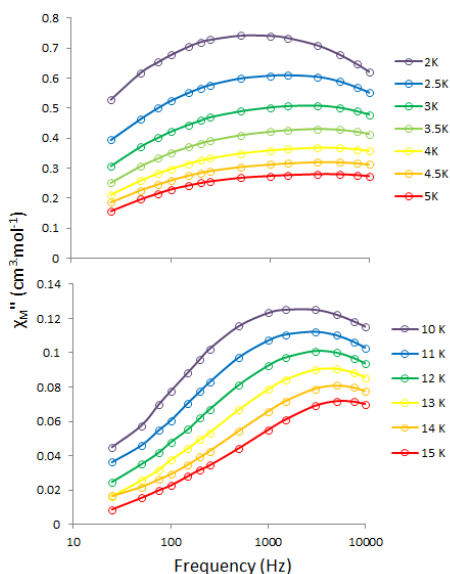 0.8
0.7
0.6
0.5
0.4
0.3
0.2
0.1
0
2K
2.5K
3K
3.5K
4K
4.5K
5K
χM'' (cm³mol⁻¹)
0.14
0.12
0.1
0.08
0.06
0.04
0.02
0
10 K
11 K
12 K
13 K
14 K
15 K
10
100
1000
10000
Frequency (Hz)